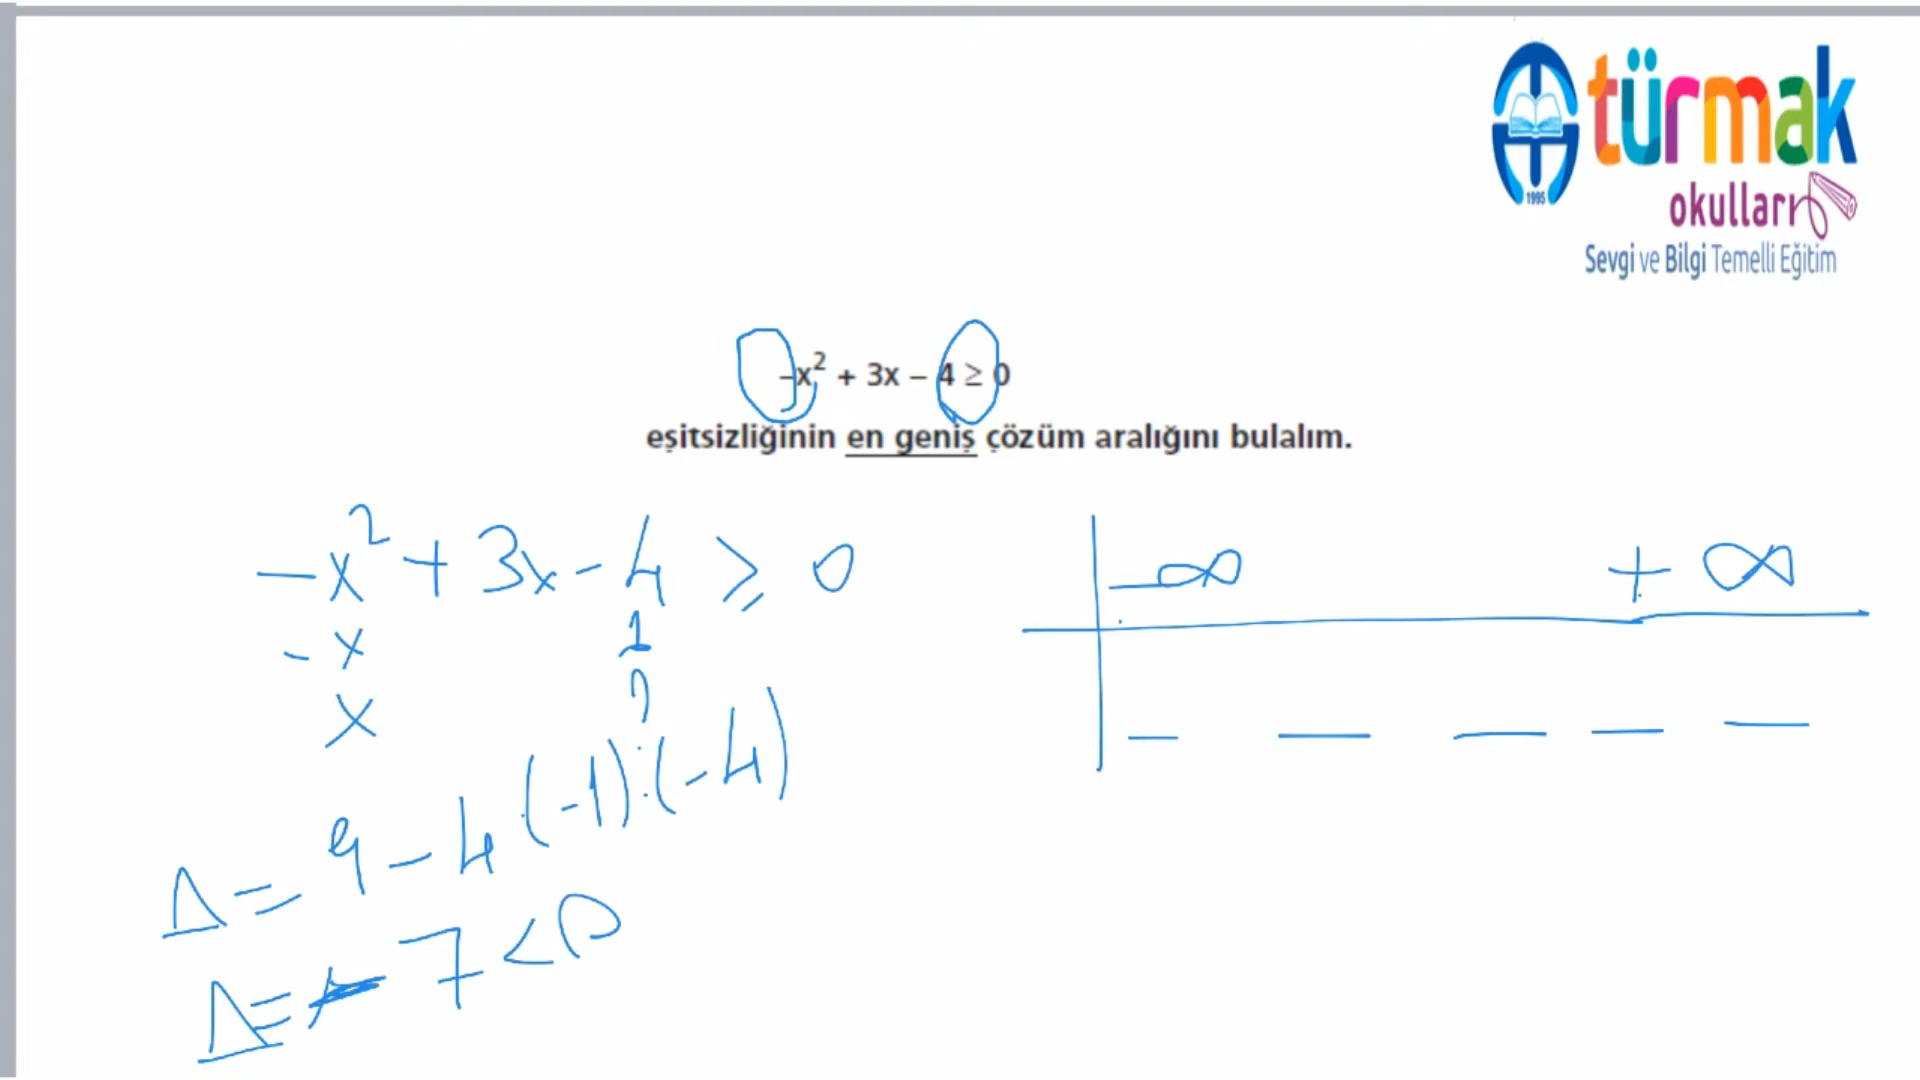 1995
türmak
okulları
Sevgi ve Bilgi Temelli Eğitim
-x² + 3x – 4 ≥ 0
eşitsizliğinin en geniş çözüm aralığını bulalım.
-x² + 3x - 4 ≥ 0
- x 1
x ?
Δ = 9 - 4.(-1).(-4)
Δ = -7 < 0
-∞ + ∞
— — — — —